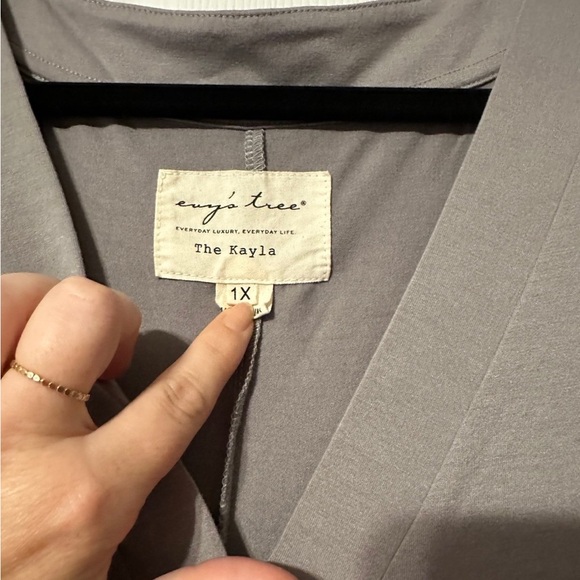 evy's tree®
EVERYDAY LUXURY, EVERYDAY LIFE.
The Kayla
1X